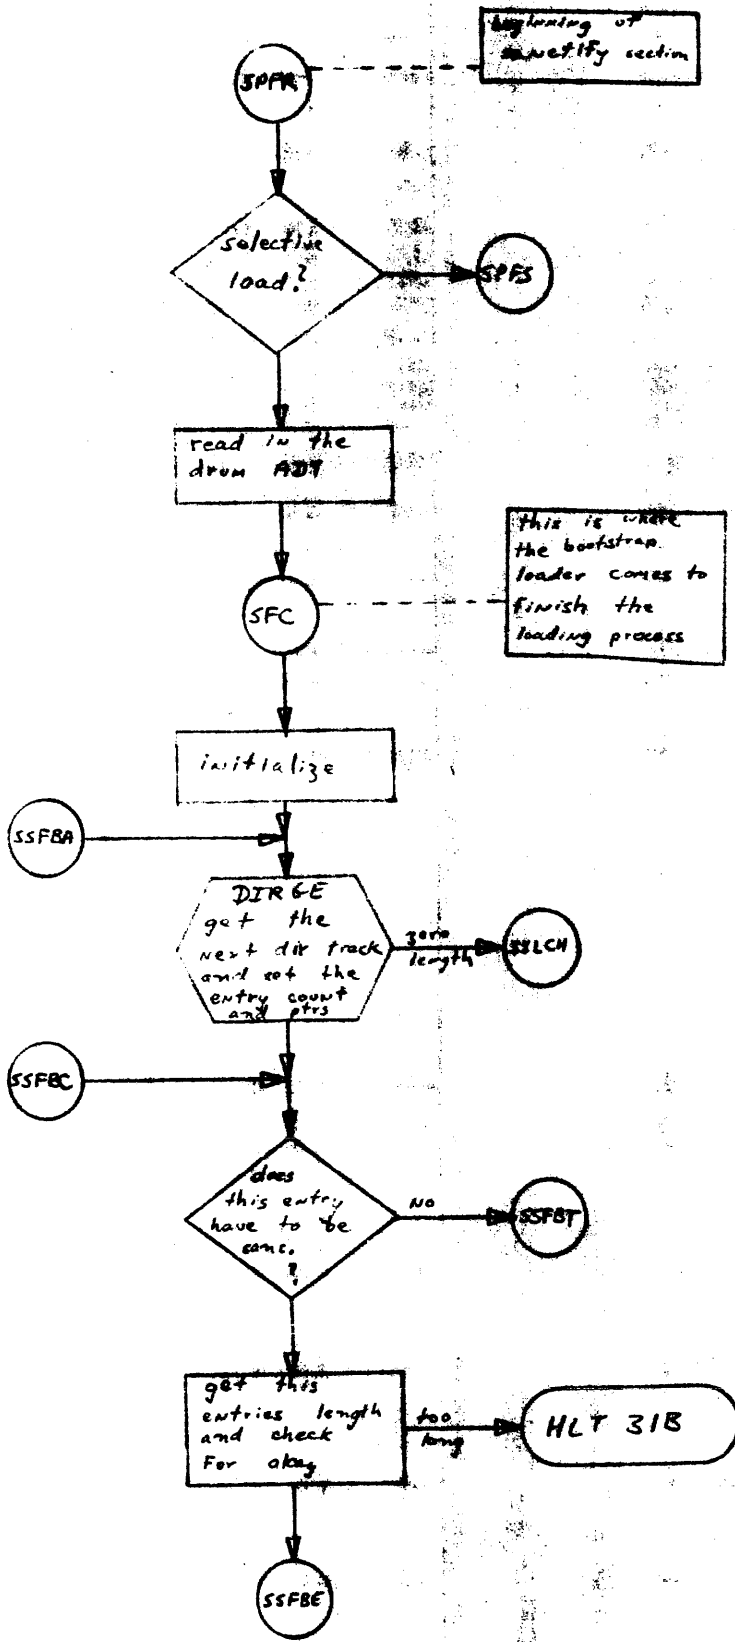 beginning of
sanctify section
SPFR
selective
load?
SPFS
read in the
drum ADT
this is where
the bootstrap
loader comes to
finish the
loading process
SFC
initialize
SSFBA
DIRGE
get the
next dir track
and set the
entry count
and ptrs
zero
length
SSLCH
SSFBC
does
this entry
have to be
sanc.
?
NO
SSFBT
get this
entries length
and check
For okay
too
long
HLT 31B
SSFBE